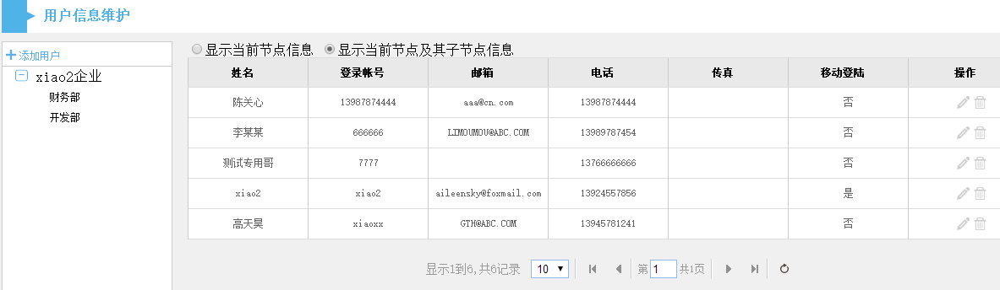 用户信息维护
添加用户
xiao2企业
财务部
开发部
显示当前节点信息 显示当前节点及其子节点信息
姓名 登录帐号 邮箱 电话 传真 移动登陆 操作
陈关心 13987874444 aaa@cn.com 13987874444 否
李某某 666666 LIMOUMOU@ABC.COM 13989787454 否
测试专用哥 7777 13766666666 否
xiao2 xiao2 aileensky@foxmail.com 13924557856 是
高天昊 xiaoxx GTH@ABC.COM 13945781241 否
显示1到6,共6记录 10 第 1 共1页